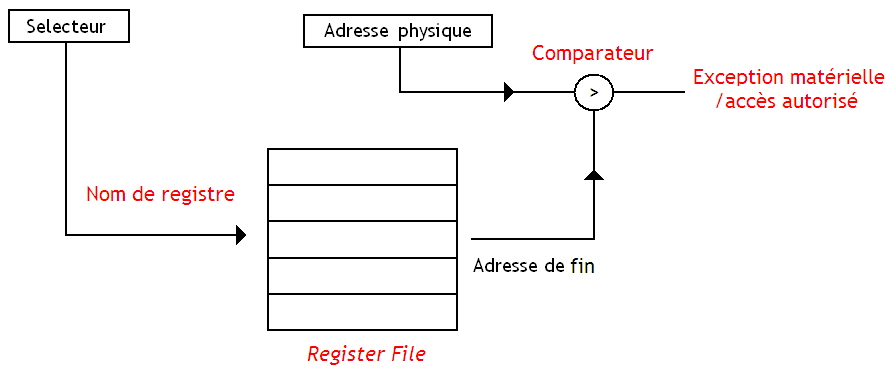 Selecteur
Adresse physique
Comparateur
Exception matérielle
/accès autorisé
>
Nom de registre
Adresse de fin
Register File